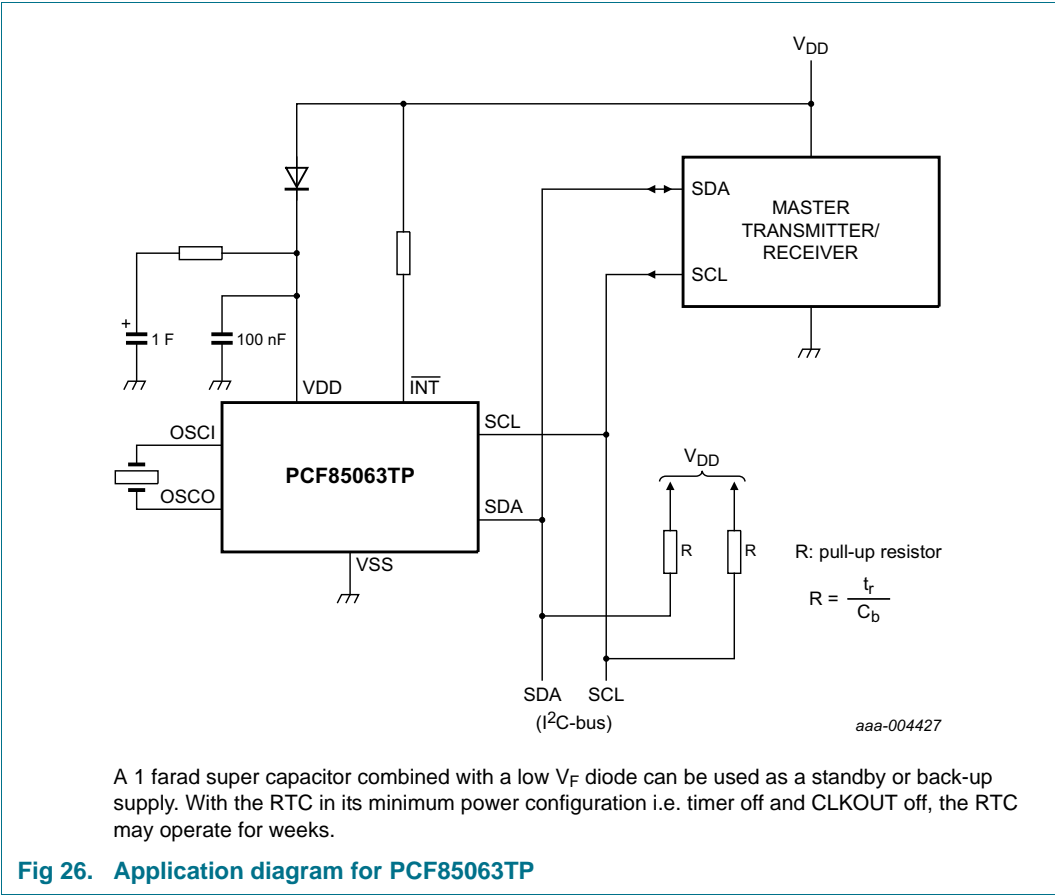 VDD
SDA
MASTER
TRANSMITTER/
RECEIVER
SCL
+
1 F
100 nF
VDD
INT
OSCI
SCL
PCF85063TP
VDD
OSCO
SDA
R
R
R: pull-up resistor
VSS
R = tr
Cb
SDA SCL
(I2C-bus)
aaa-004427
A 1 farad super capacitor combined with a low VF diode can be used as a standby or back-up
supply. With the RTC in its minimum power configuration i.e. timer off and CLKOUT off, the RTC
may operate for weeks.
Fig 26. Application diagram for PCF85063TP